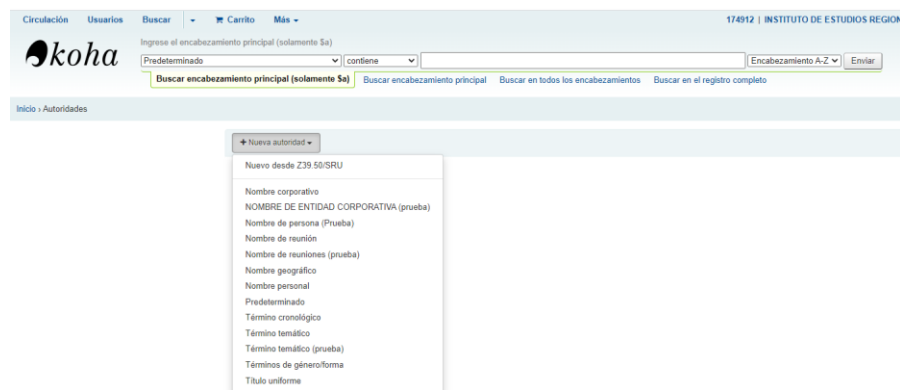 Circulación Usuarios Buscar Carrito Más 174912 | INSTITUTO DE ESTUDIOS REGION
koha
Ingrese el encabezamiento principal (solamente $a)
Predeterminado contiene Encabezamiento A-Z Enviar
Buscar encabezamiento principal (solamente $a) Buscar encabezamiento principal Buscar en todos los encabezamientos Buscar en el registro completo
Inicio › Autoridades
+ Nueva autoridad
Nuevo desde Z39.50/SRU
Nombre corporativo
NOMBRE DE ENTIDAD CORPORATIVA (prueba)
Nombre de persona (Prueba)
Nombre de reunión
Nombre de reuniones (prueba)
Nombre geográfico
Nombre personal
Predeterminado
Término cronológico
Término temático
Término temático (prueba)
Términos de género/forma
Título uniforme